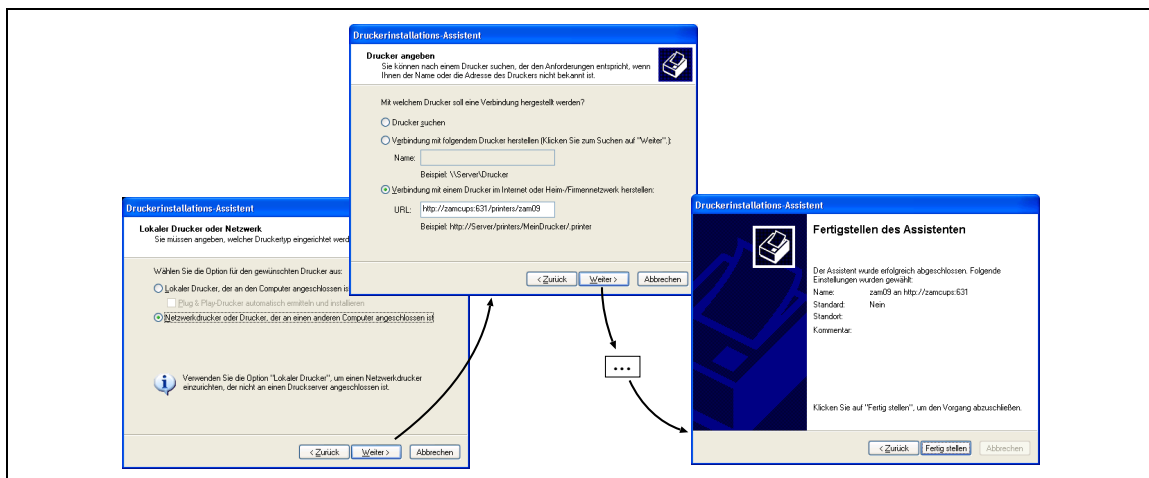 Druckerinstallations-Assistent
Lokaler Drucker oder Netzwerk
Sie müssen angeben, welcher Druckertyp eingerichtet werd
Wählen Sie die Option für den gewünschten Drucker aus:
Lokaler Drucker, der an den Computer angeschlossen is
Plug & Play-Drucker automatisch ermitteln und installieren
Netzwerkdrucker oder Drucker, der an einen anderen Computer angeschlossen ist
Verwenden Sie die Option "Lokaler Drucker", um einen Netzwerkdrucker
einzurichten, der nicht an einen Druckserver angeschlossen ist.
< Zurück Weiter > Abbrechen
Druckerinstallations-Assistent
Drucker angeben
Sie können nach einem Drucker suchen, der den Anforderungen entspricht, wenn
Ihnen der Name oder die Adresse des Druckers nicht bekannt ist.
Mit welchem Drucker soll eine Verbindung hergestellt werden?
Drucker suchen
Verbindung mit folgendem Drucker herstellen (Klicken Sie zum Suchen auf "Weiter".):
Name:
Beispiel: \\Server\Drucker
Verbindung mit einem Drucker im Internet oder Heim-/Firmennetzwerk herstellen:
URL: http://zamcups:631/printers/zam09
Beispiel: http://Server/printers/MeinDrucker/.printer
< Zurück Weiter > Abbrechen
...
Druckerinstallations-Assistent
Fertigstellen des Assistenten
Der Assistent wurde erfolgreich abgeschlossen. Folgende
Einstellungen wurden gewählt:
Name: zam09 an http://zamcups:631
Standard: Nein
Standort:
Kommentar:
Klicken Sie auf "Fertig stellen", um den Vorgang abzuschließen.
< Zurück Fertig stellen Abbrechen